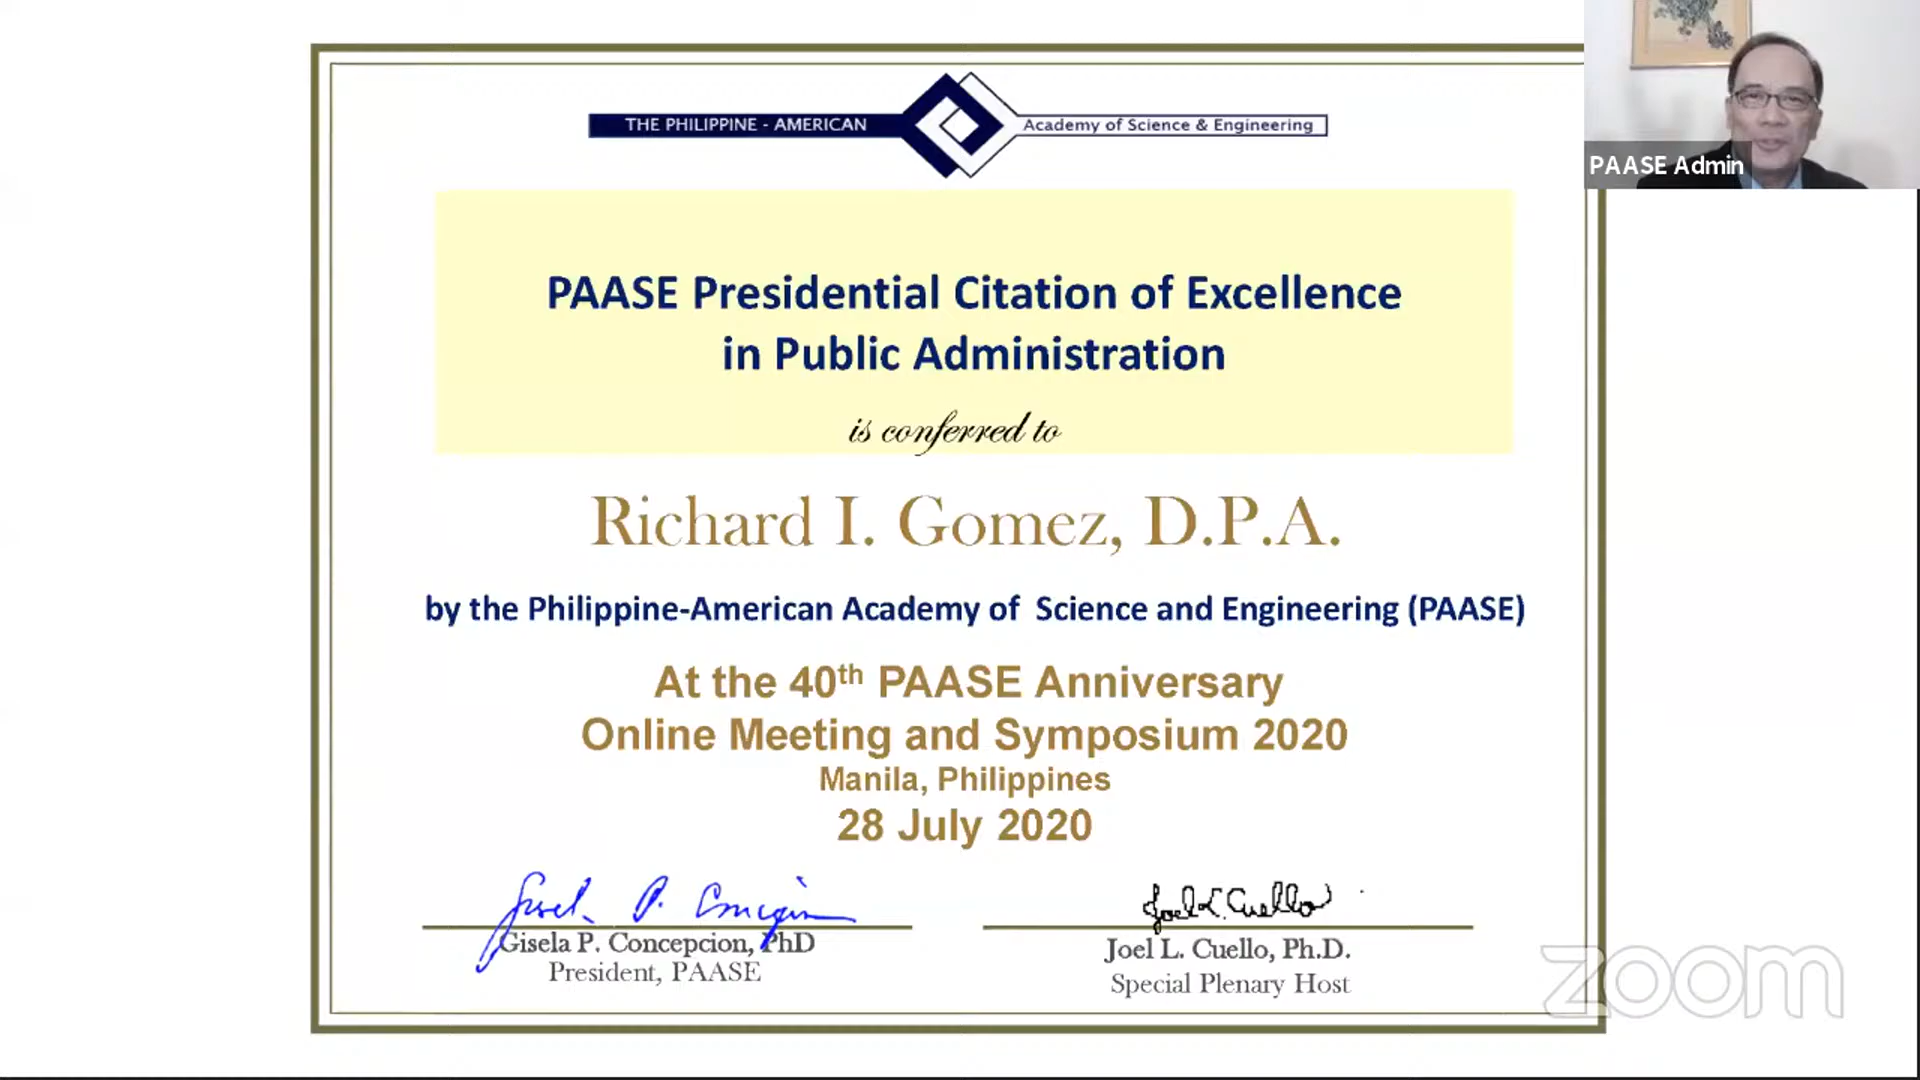 THE PHILIPPINE - AMERICAN Academy of Science & Engineering
PAASE Admin
PAASE Presidential Citation of Excellence
in Public Administration
is conferred to
Richard I. Gomez, D.P.A.
by the Philippine-American Academy of Science and Engineering (PAASE)
At the 40th PAASE Anniversary
Online Meeting and Symposium 2020
Manila, Philippines
28 July 2020
Joel L. Cuello
Gisela P. Concepcion, PhD
President, PAASE
Joel L. Cuello, Ph.D.
Special Plenary Host
zoom